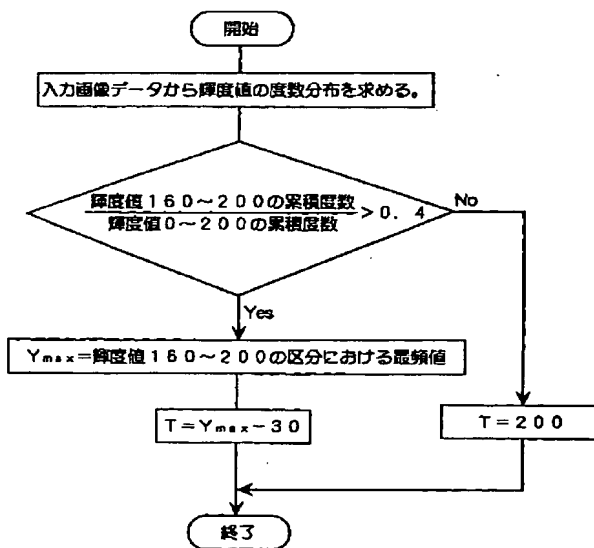 開始
入力画像データから輝度値の度数分布を求める。
輝度値160～200の累積度数
輝度値0～200の累積度数
>0.4
No
Yes
Ymax=輝度値160～200の区分における最頻値
T=Ymax-30
T=200
終了